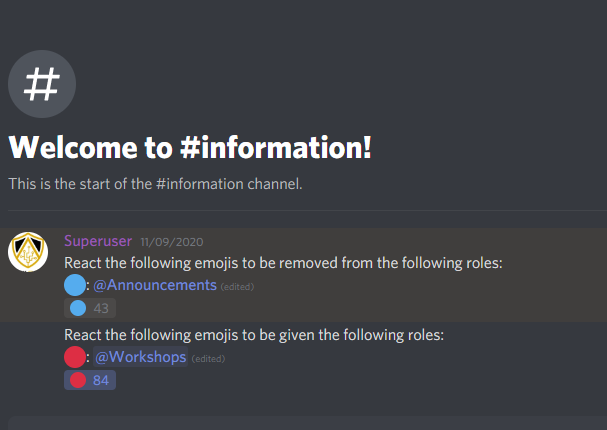 #
Welcome to #information!
This is the start of the #information channel.
Superuser 11/09/2020
React the following emojis to be removed from the following roles:
: @Announcements (edited)
43
React the following emojis to be given the following roles:
: @Workshops (edited)
84